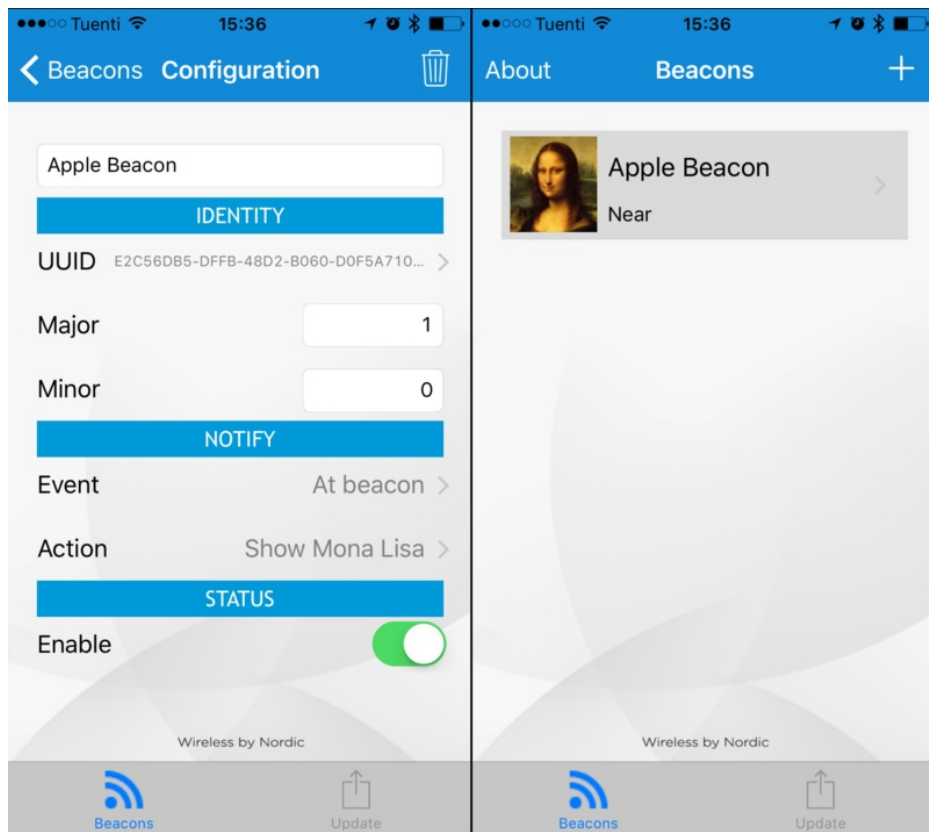 Tuenti 15:36
Beacons Configuration
Apple Beacon
IDENTITY
UUID E2C56DB5-DFFB-48D2-B060-D0F5A710...
Major 1
Minor 0
NOTIFY
Event At beacon
Action Show Mona Lisa
STATUS
Enable
Wireless by Nordic
Beacons Update
Tuenti 15:36
About Beacons +
Apple Beacon
Near
Wireless by Nordic
Beacons Update